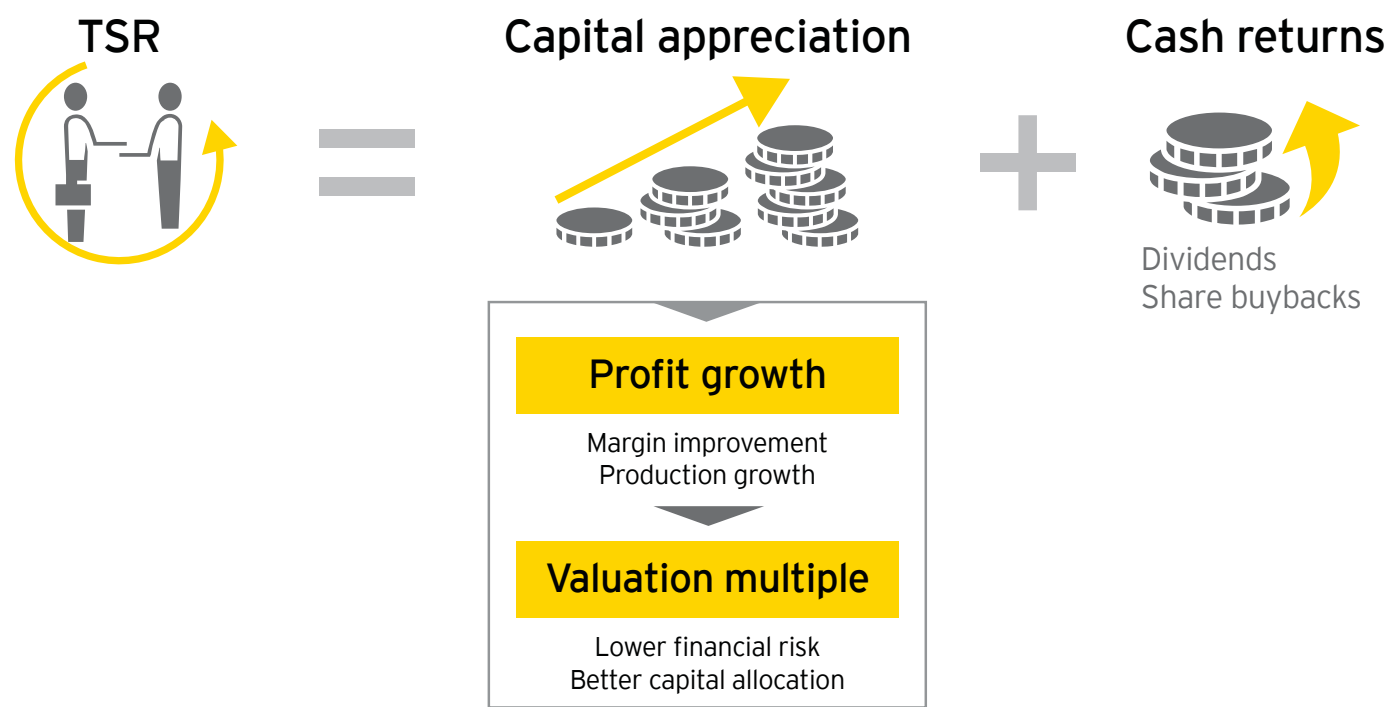 TSR
=
Capital appreciation
+
Cash returns
Dividends
Share buybacks
Profit growth
Margin improvement
Production growth
Valuation multiple
Lower financial risk
Better capital allocation